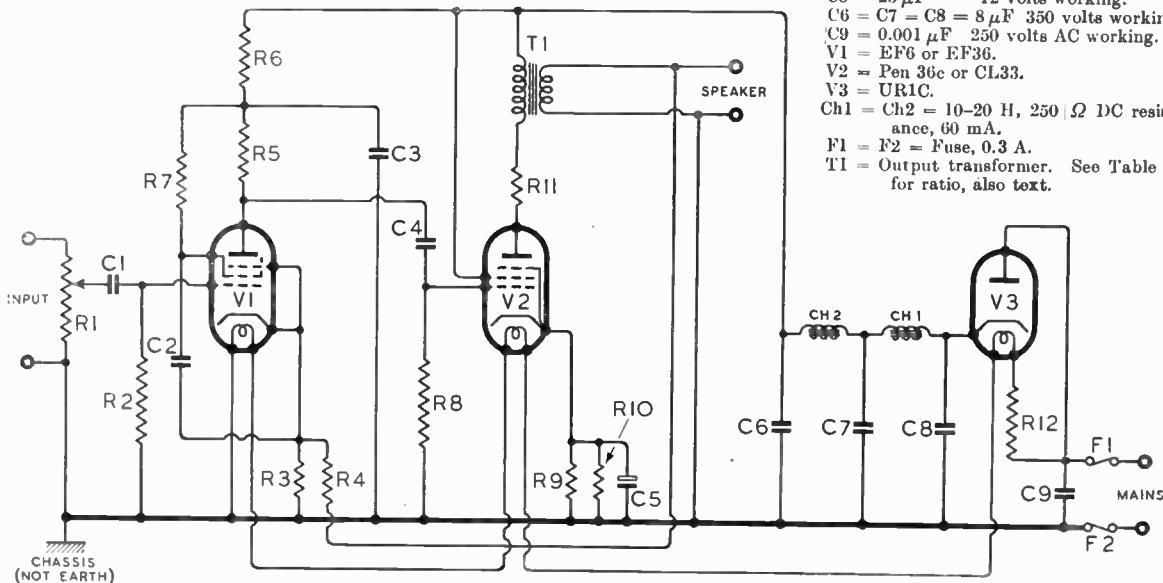 C6 = C7 = C8 = 8 μF 350 volts workin
C9 = 0.001 μF 250 volts AC working.
V1 = EF6 or EF36.
V2 = Pen 36c or CL33.
V3 = UR1C.
Ch1 = Ch2 = 10–20 H, 250 Ω DC resis
ance, 60 mA.
F1 = F2 = Fuse, 0.3 A.
T1 = Output transformer. See Table
for ratio, also text.
R6
T1
SPEAKER
R5
C3
R7
R11
C4
C1
V1
V2
V3
INPUT
R1
CH 2
CH 1
C2
R2
R8
R10
C6
C7
C8
R12
F1
R3
R4
R9
C5
C9
MAINS
F2
CHASSIS
(NOT EARTH)